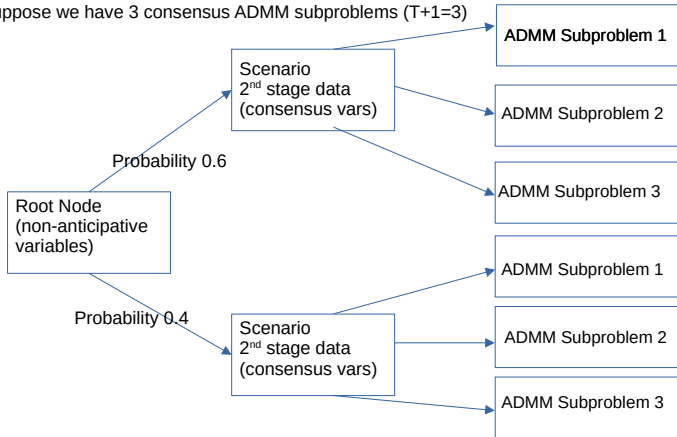 uppose we have 3 consensus ADMM subproblems (T+1=3)
ADMM Subproblem 1
Scenario
2nd stage data
(consensus vars)
ADMM Subproblem 2
Probability 0.6
ADMM Subproblem 3
Root Node
(non-anticipative
variables)
ADMM Subproblem 1
Probability 0.4
Scenario
2nd stage data
(consensus vars)
ADMM Subproblem 2
ADMM Subproblem 3